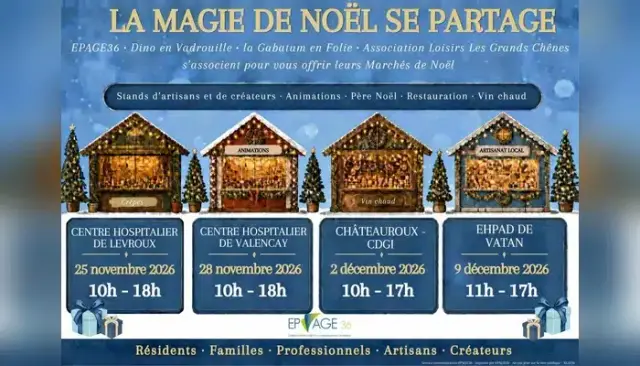 LA MAGIE DE NOËL SE PARTAGE
EPAGE36 · Dino en Vadrouille · la Gabatum en Folie · Association Loisirs Les Grands Chênes
s'associent pour vous offrir leurs Marchés de Noël
Stands d'artisans et de créateurs · Animations · Père Noël · Restauration · Vin chaud
Crêpes
ANIMATIONS
Vin chaud
ARTISANAT LOCAL
CENTRE HOSPITALIER
DE LEVROUX
25 novembre 2026
10h - 18h
CENTRE HOSPITALIER
DE VALENCAY
28 novembre 2026
10h - 18h
CHÂTEAUROUX -
CDGI
2 décembre 2026
10h - 17h
EHPAD DE
VATAN
9 décembre 2026
11h - 17h
EPAGE 36
Résidents · Familles · Professionnels · Artisans · Créateurs